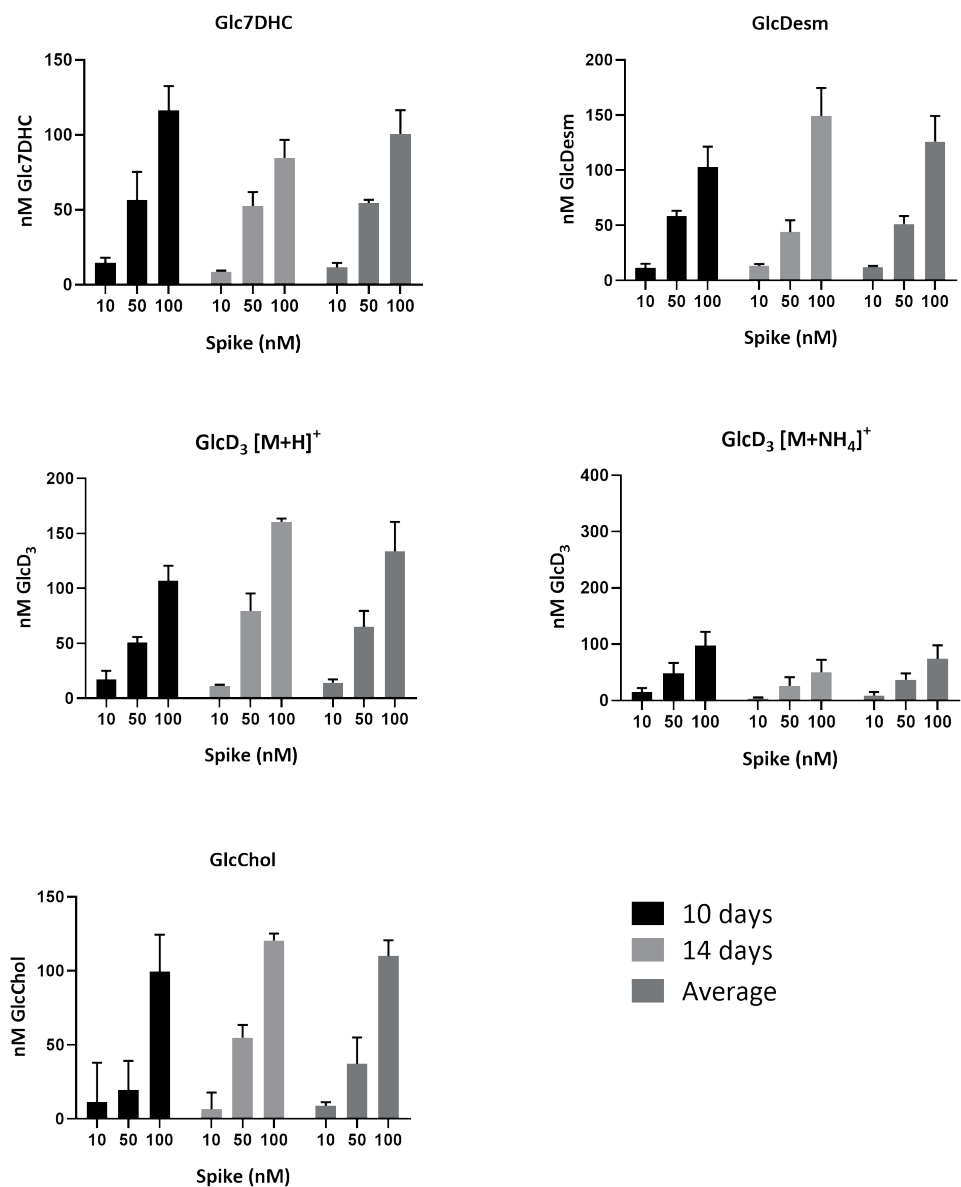 Glc7DHC
nM Glc7DHC
150
100
50
0
10 50 100 10 50 100 10 50 100
Spike (nM)
GlcDesm
nM GlcDesm
200
150
100
50
0
10 50 100 10 50 100 10 50 100
Spike (nM)
GlcD₃ [M+H]⁺
nM GlcD₃
200
150
100
50
0
10 50 100 10 50 100 10 50 100
Spike (nM)
GlcD₃ [M+NH₄]⁺
nM GlcD₃
400
300
200
100
0
10 50 100 10 50 100 10 50 100
Spike (nM)
GlcChol
nM GlcChol
150
100
50
0
10 50 100 10 50 100 10 50 100
Spike (nM)
10 days
14 days
Average